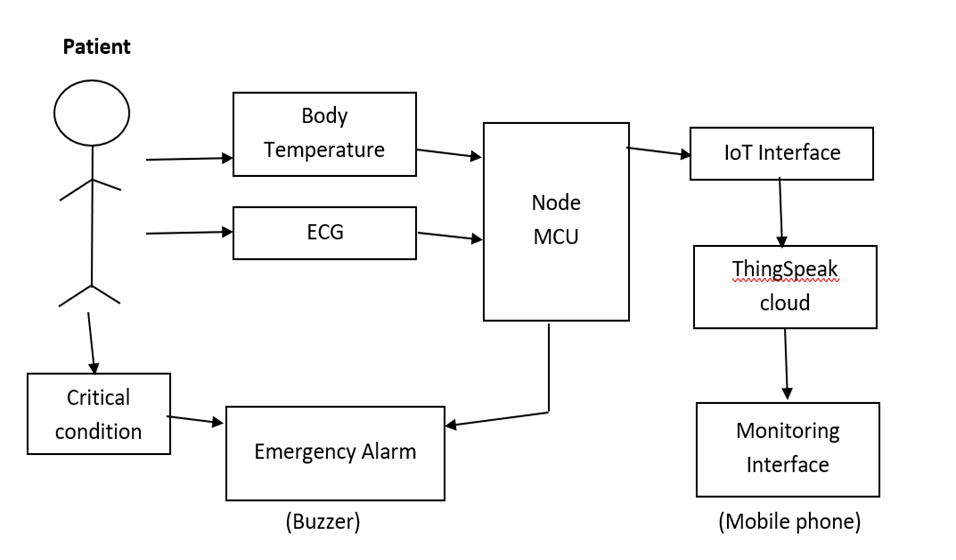 Patient
Body
Temperature
ECG
Node
MCU
IoT Interface
ThingSpeak
cloud
Critical
condition
Emergency Alarm
(Buzzer)
Monitoring
Interface
(Mobile phone)